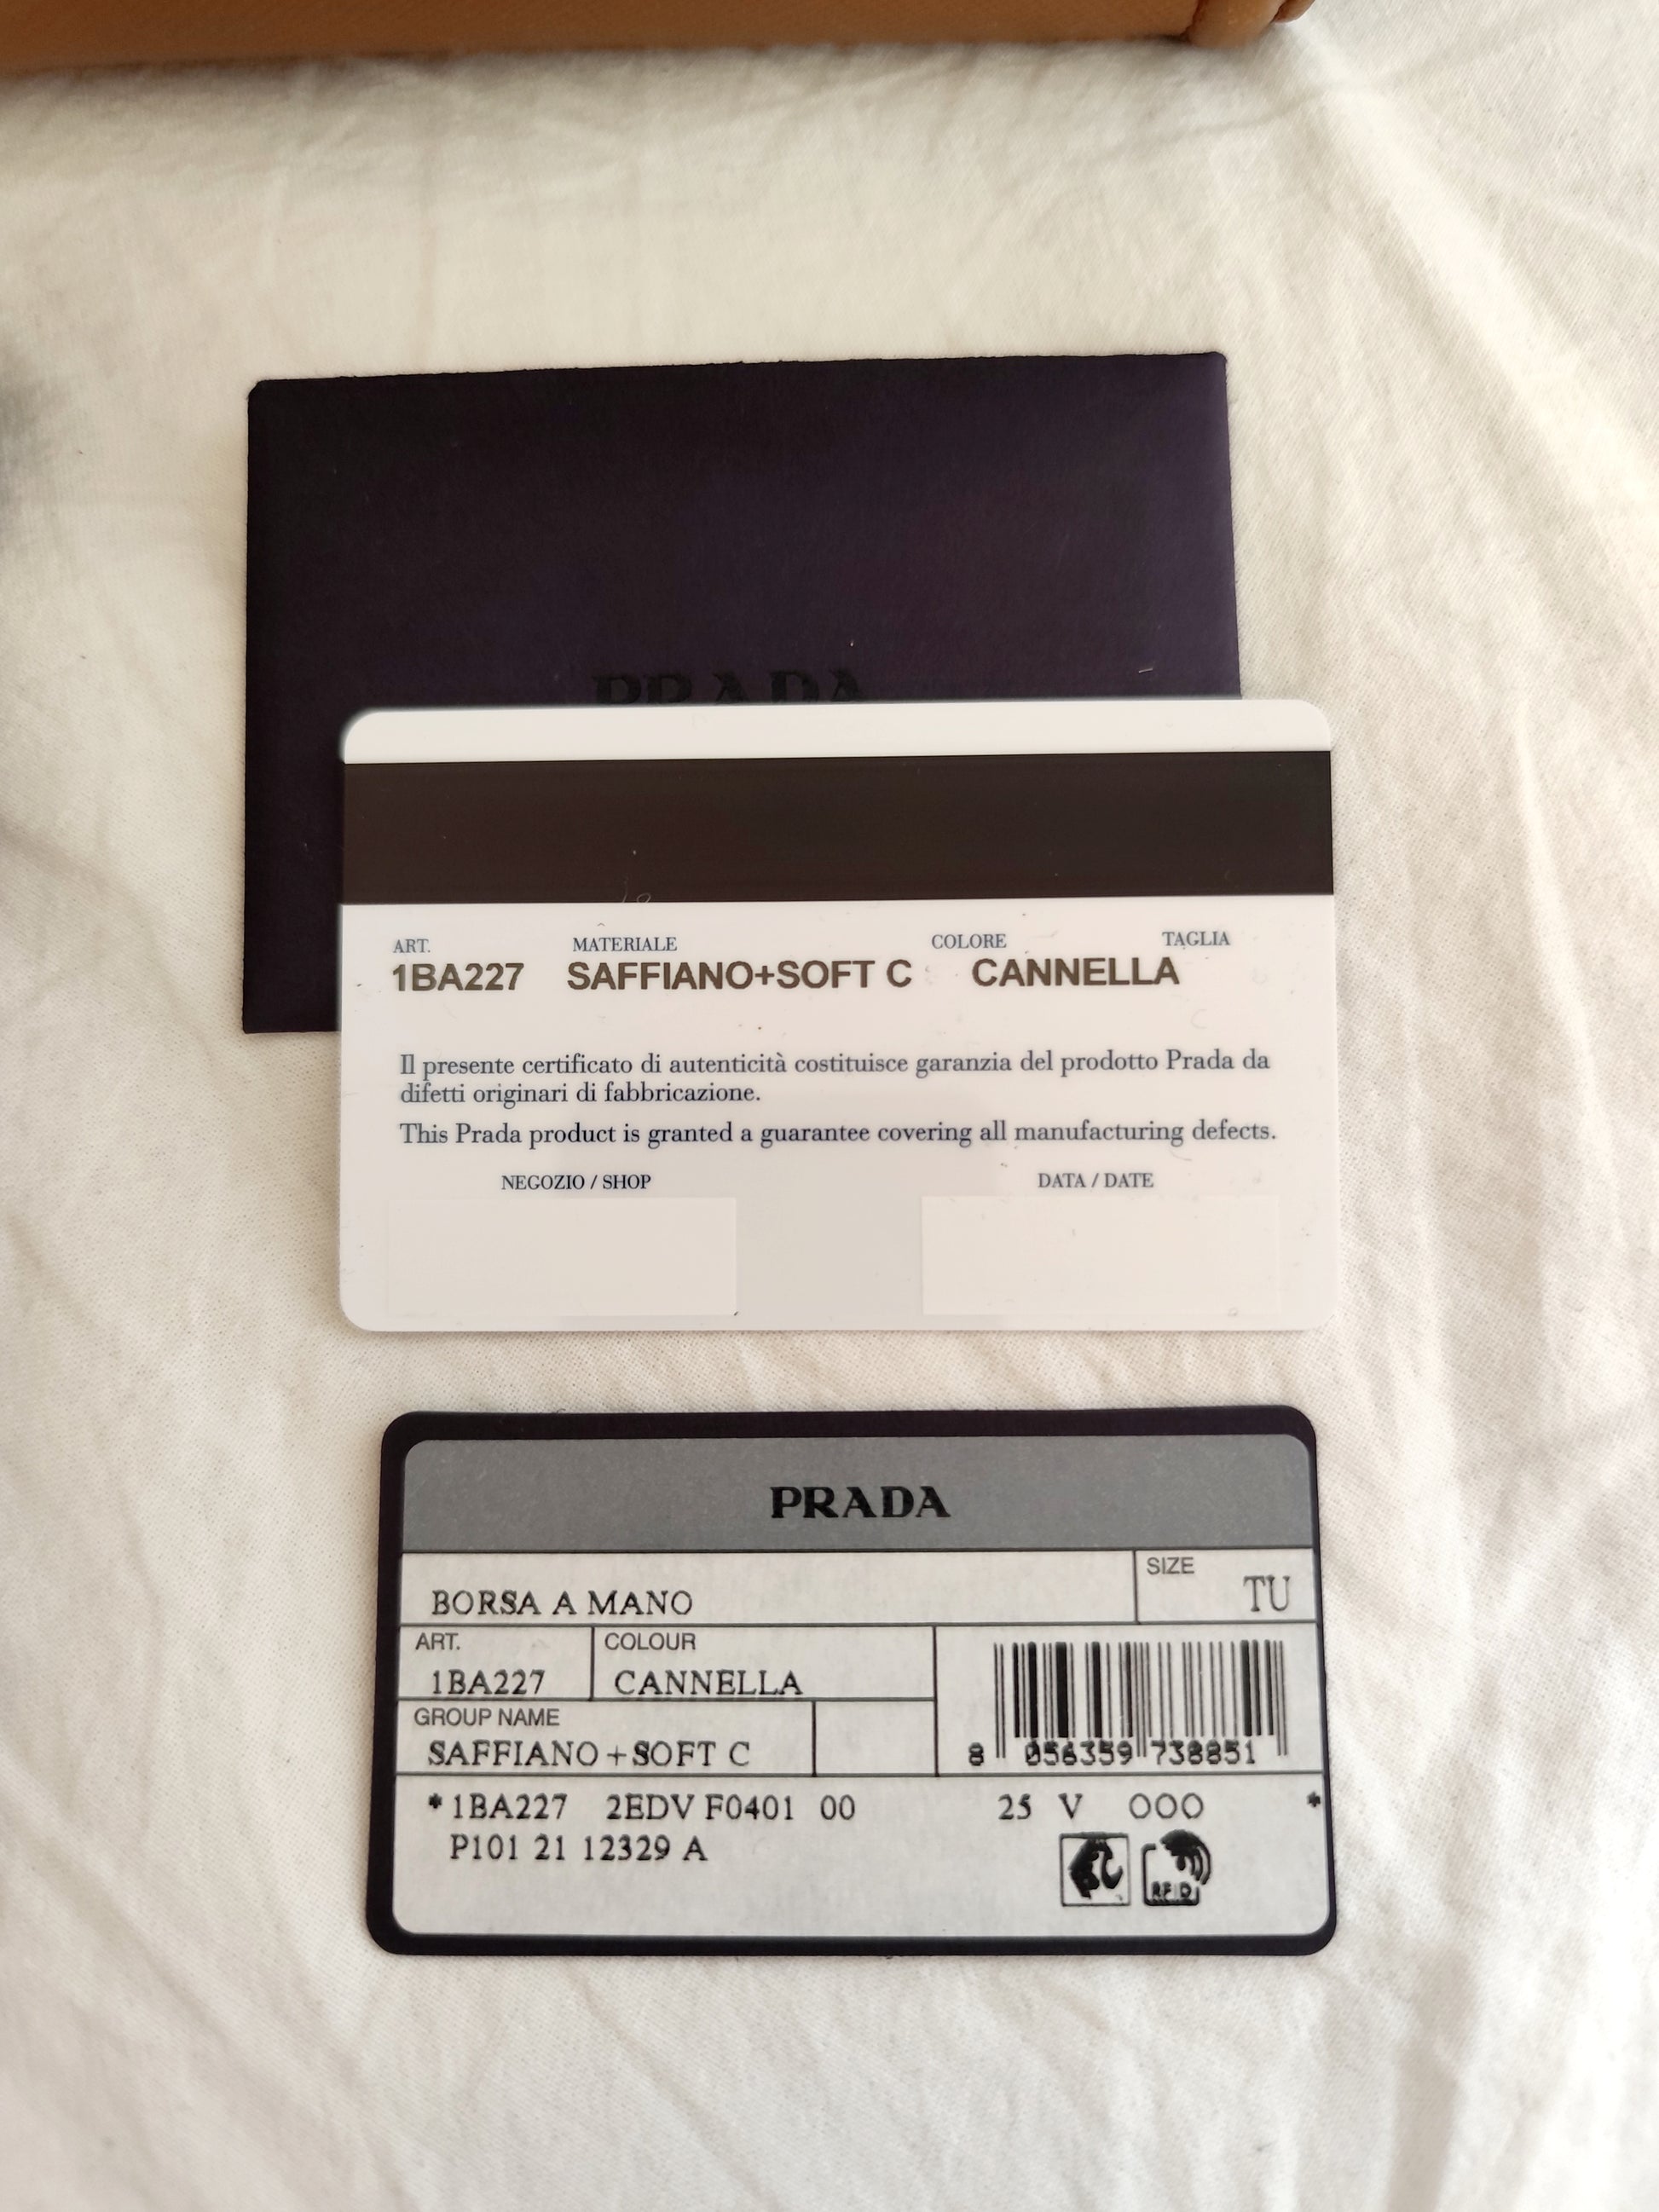 PRADA
ART. MATERIALE COLORE TAGLIA
1BA227 SAFFIANO+SOFT C CANNELLA
Il presente certificato di autenticità costituisce garanzia del prodotto Prada da
difetti originari di fabbricazione.
This Prada product is granted a guarantee covering all manufacturing defects.
NEGOZIO / SHOP DATA / DATE
PRADA
BORSA A MANO SIZE TU
ART. COLOUR
1BA227 CANNELLA
GROUP NAME
SAFFIANO+SOFT C
8 056359 738851
*1BA227 2EDV F0401 00 25 V OOO *
P101 21 12329 A
RFID